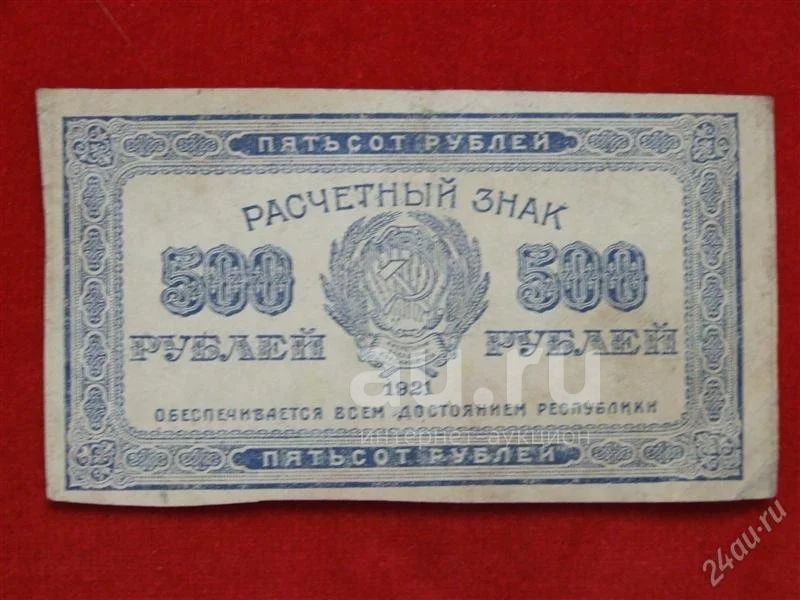 ПЯТЬСОТ РУБЛЕЙ
РАСЧЕТНЫЙ ЗНАК
500 500
РУБЛЕЙ РУБЛЕЙ
1921
ОБЕСПЕЧИВАЕТСЯ ВСЕМ ДОСТОЯНИЕМ РЕСПУБЛИКИ
ПЯТЬСОТ РУБЛЕЙ
au.ru
интернет аукцион
24au.ru